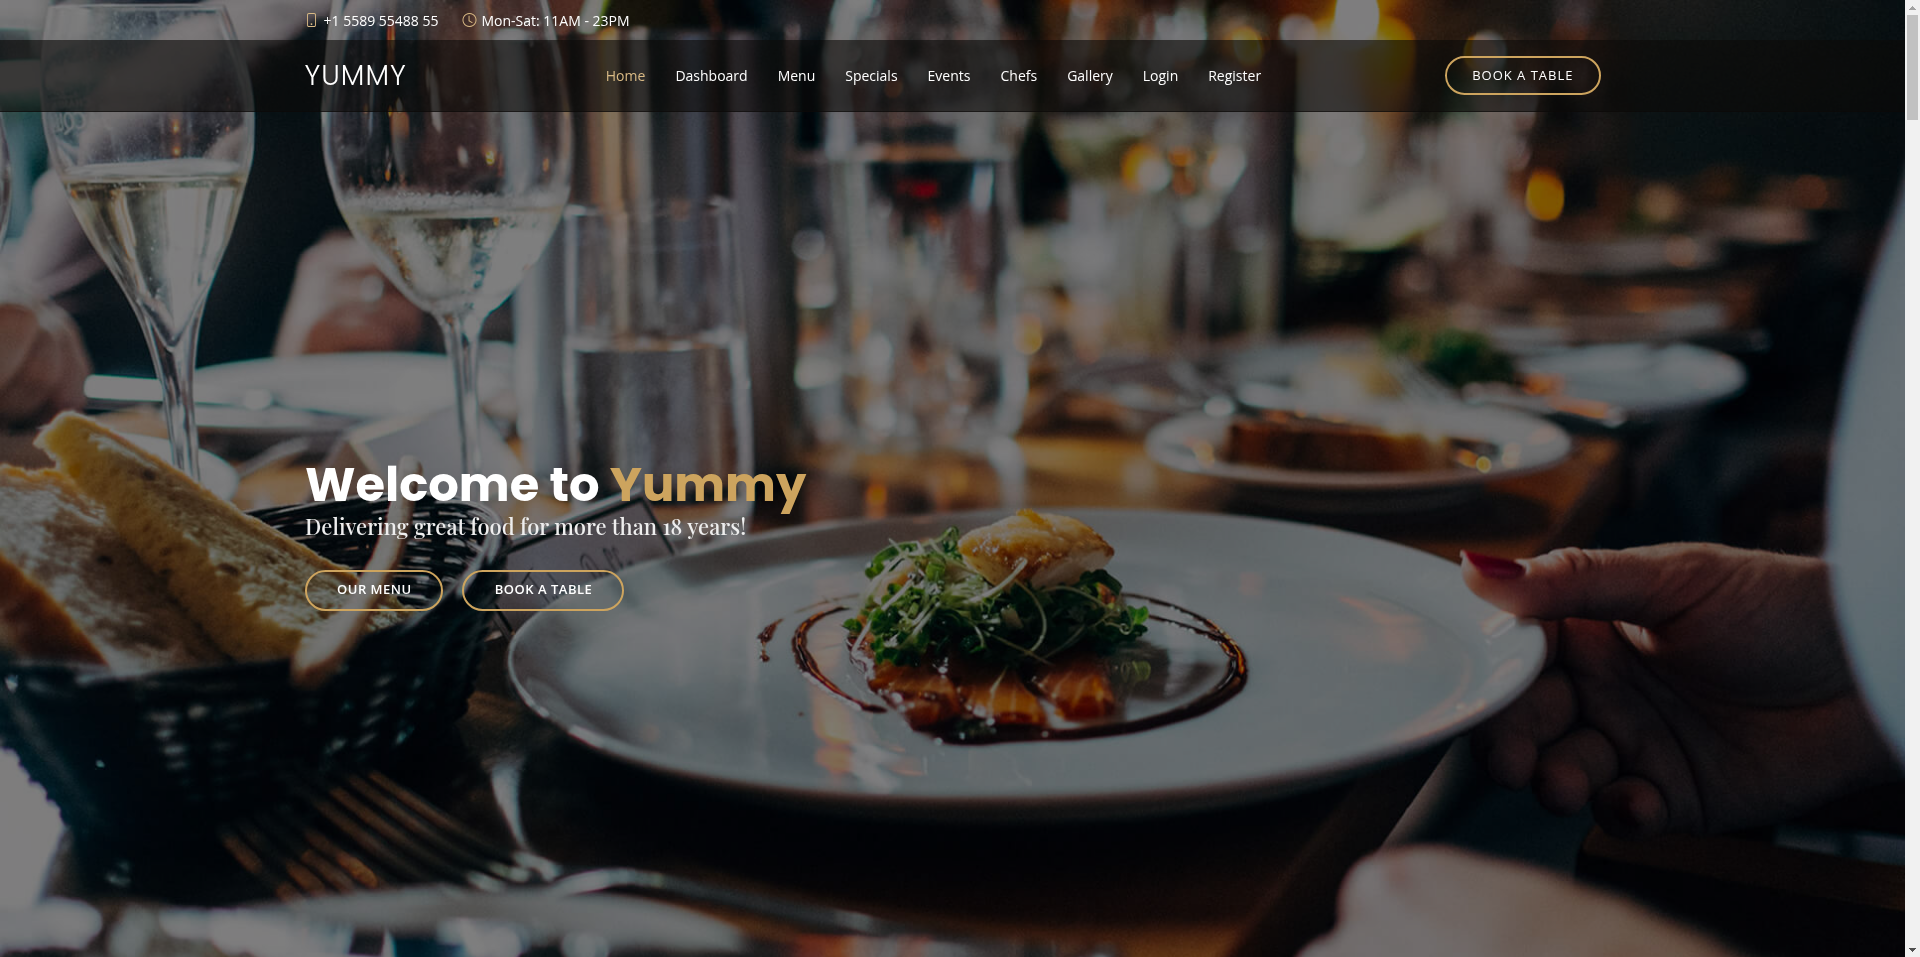 +1 5589 55488 55 Mon-Sat: 11AM - 23PM
YUMMY Home Dashboard Menu Specials Events Chefs Gallery Login Register BOOK A TABLE
Welcome to Yummy
Delivering great food for more than 18 years!
OUR MENU BOOK A TABLE